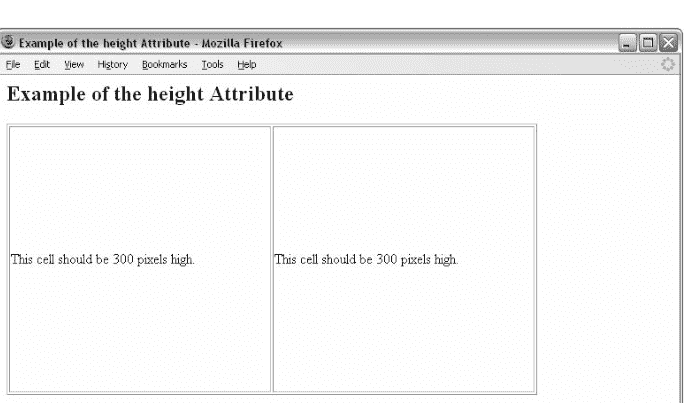 Example of the height Attribute - Mozilla Firefox
File Edit View History Bookmarks Tools Help
Example of the height Attribute
This cell should be 300 pixels high. This cell should be 300 pixels high.